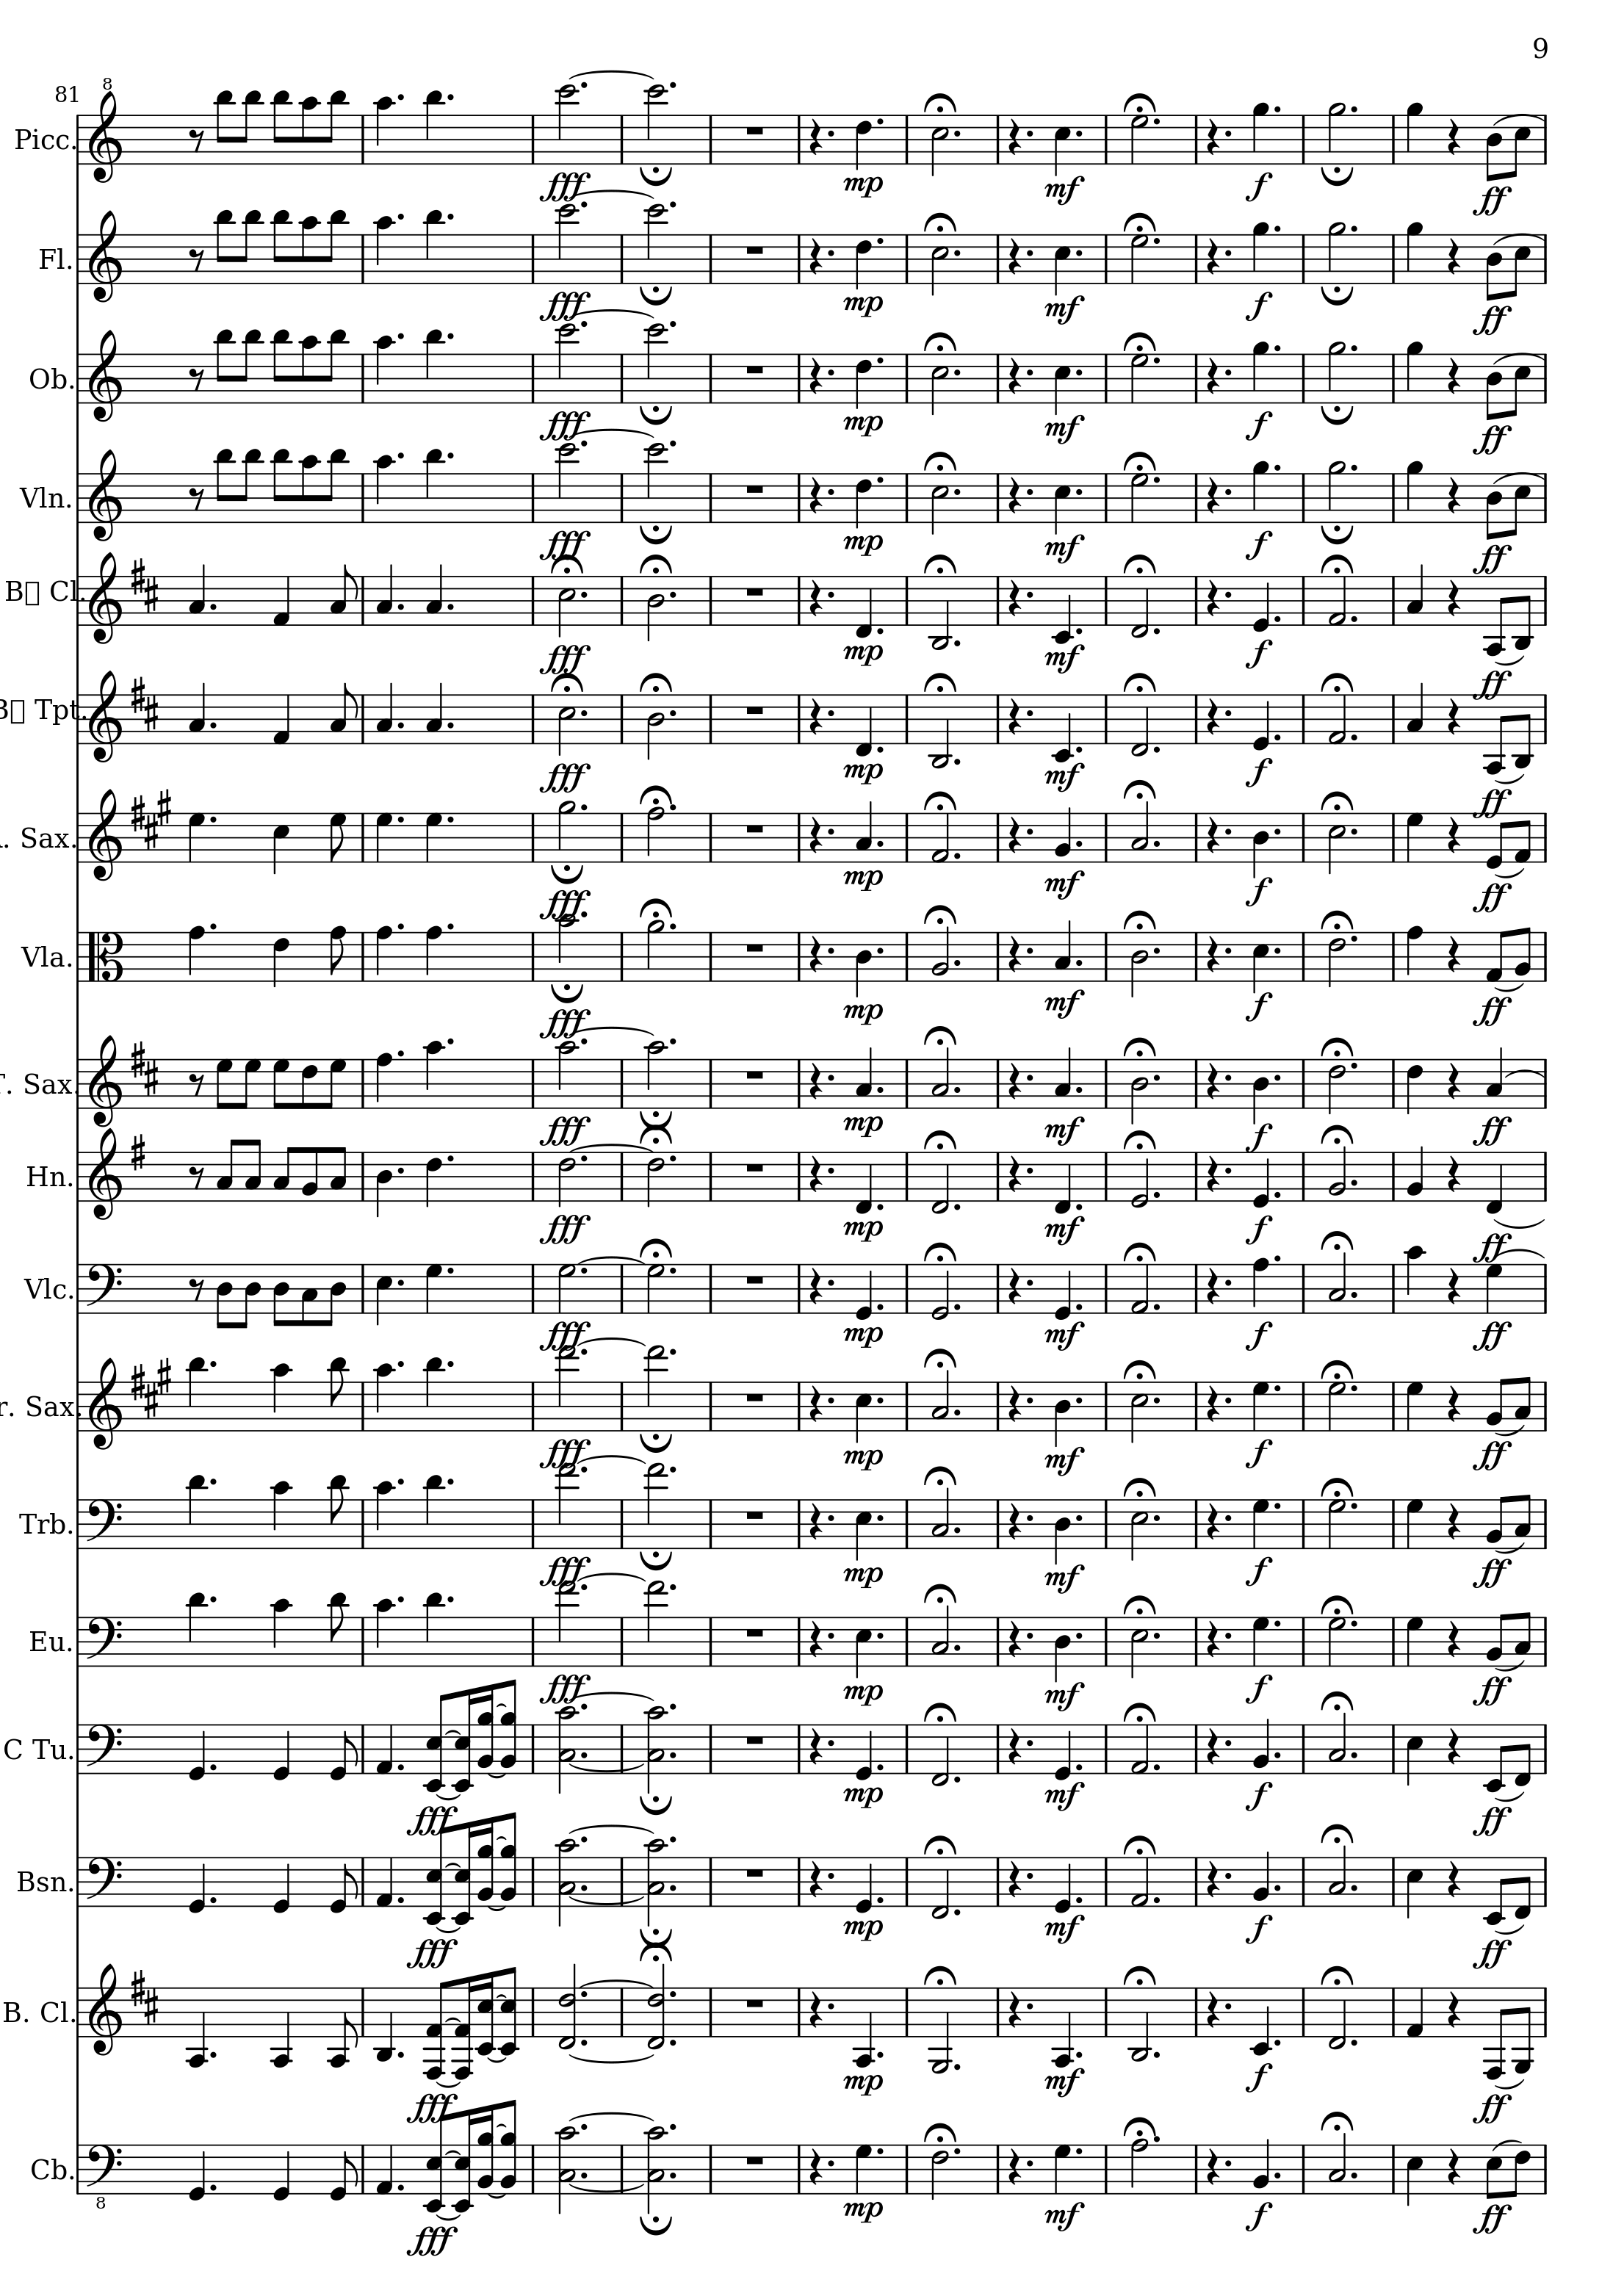 9
81
8
Picc.
fff mp mf f ff
Fl.
fff mp mf f ff
Ob.
fff mp mf f ff
Vln.
fff mp mf f ff
B▯ Cl.
fff mp mf f ff
B▯ Tpt.
fff mp mf f ff
. Sax.
fff mp mf f ff
Vla.
fff mp mf f ff
T. Sax.
fff mp mf f ff
Hn.
fff mp mf f ff
Vlc.
fff mp mf f ff
r. Sax.
fff mp mf f ff
Trb.
fff mp mf f ff
Eu.
fff mp mf f ff
C Tu.
fff mp mf f ff
Bsn.
fff mp mf f ff
B. Cl.
fff mp mf f ff
Cb.
8
fff mp mf f ff